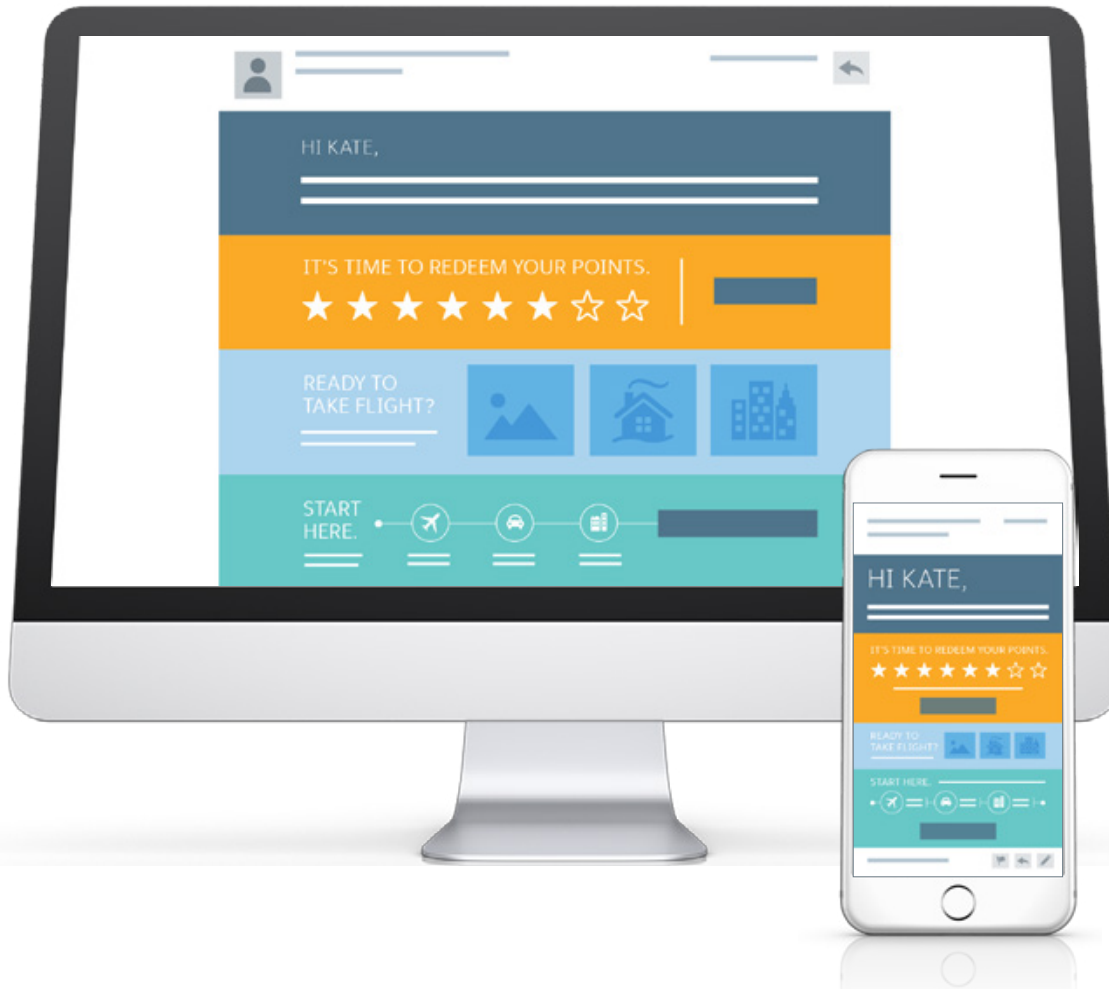 HI KATE,
IT'S TIME TO REDEEM YOUR POINTS.
READY TO
TAKE FLIGHT?
START
HERE.
HI KATE,
IT'S TIME TO REDEEM YOUR POINTS.
READY TO
TAKE FLIGHT?
START HERE.